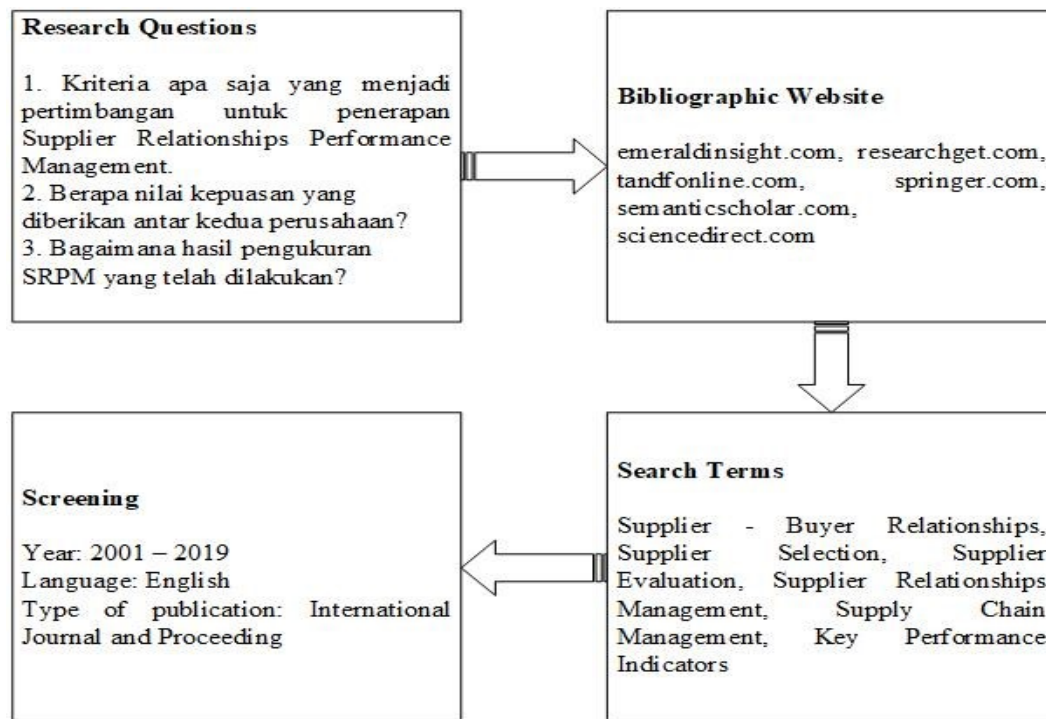 Research Questions
1. Kriteria apa saja yang menjadi
pertimbangan untuk penerapan
Supplier Relationships Performance
Management.
2. Berapa nilai kepuasan yang
diberikan antar kedua perusahaan?
3. Bagaimana hasil pengukuran
SRPM yang telah dilakukan?
Bibliographic Website
emeraldinsight.com, researchget.com,
tandfonline.com, springer.com,
semanticscholar.com,
sciencedirect.com
Search Terms
Supplier - Buyer Relationships,
Supplier Selection, Supplier
Evaluation, Supplier Relationships
Management, Supply Chain
Management, Key Performance
Indicators
Screening
Year: 2001 – 2019
Language: English
Type of publication: International
Journal and Proceeding